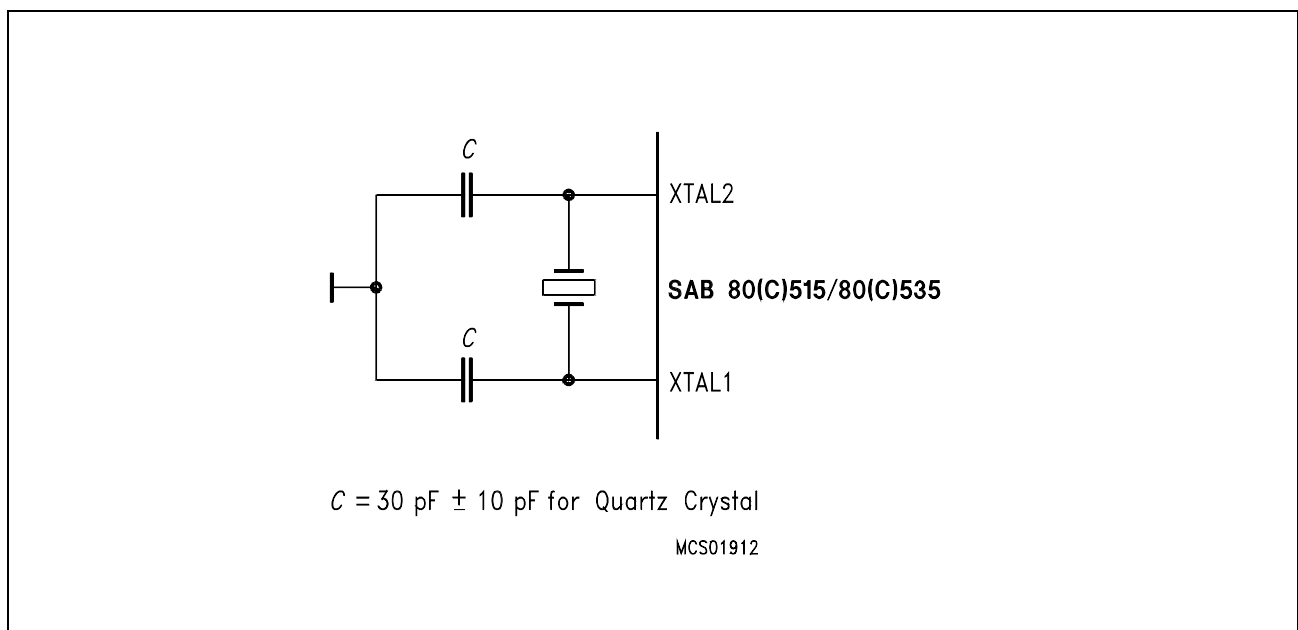 C
XTAL2
SAB 80(C)515/80(C)535
C
XTAL1
C = 30 pF ± 10 pF for Quartz Crystal
MCS01912